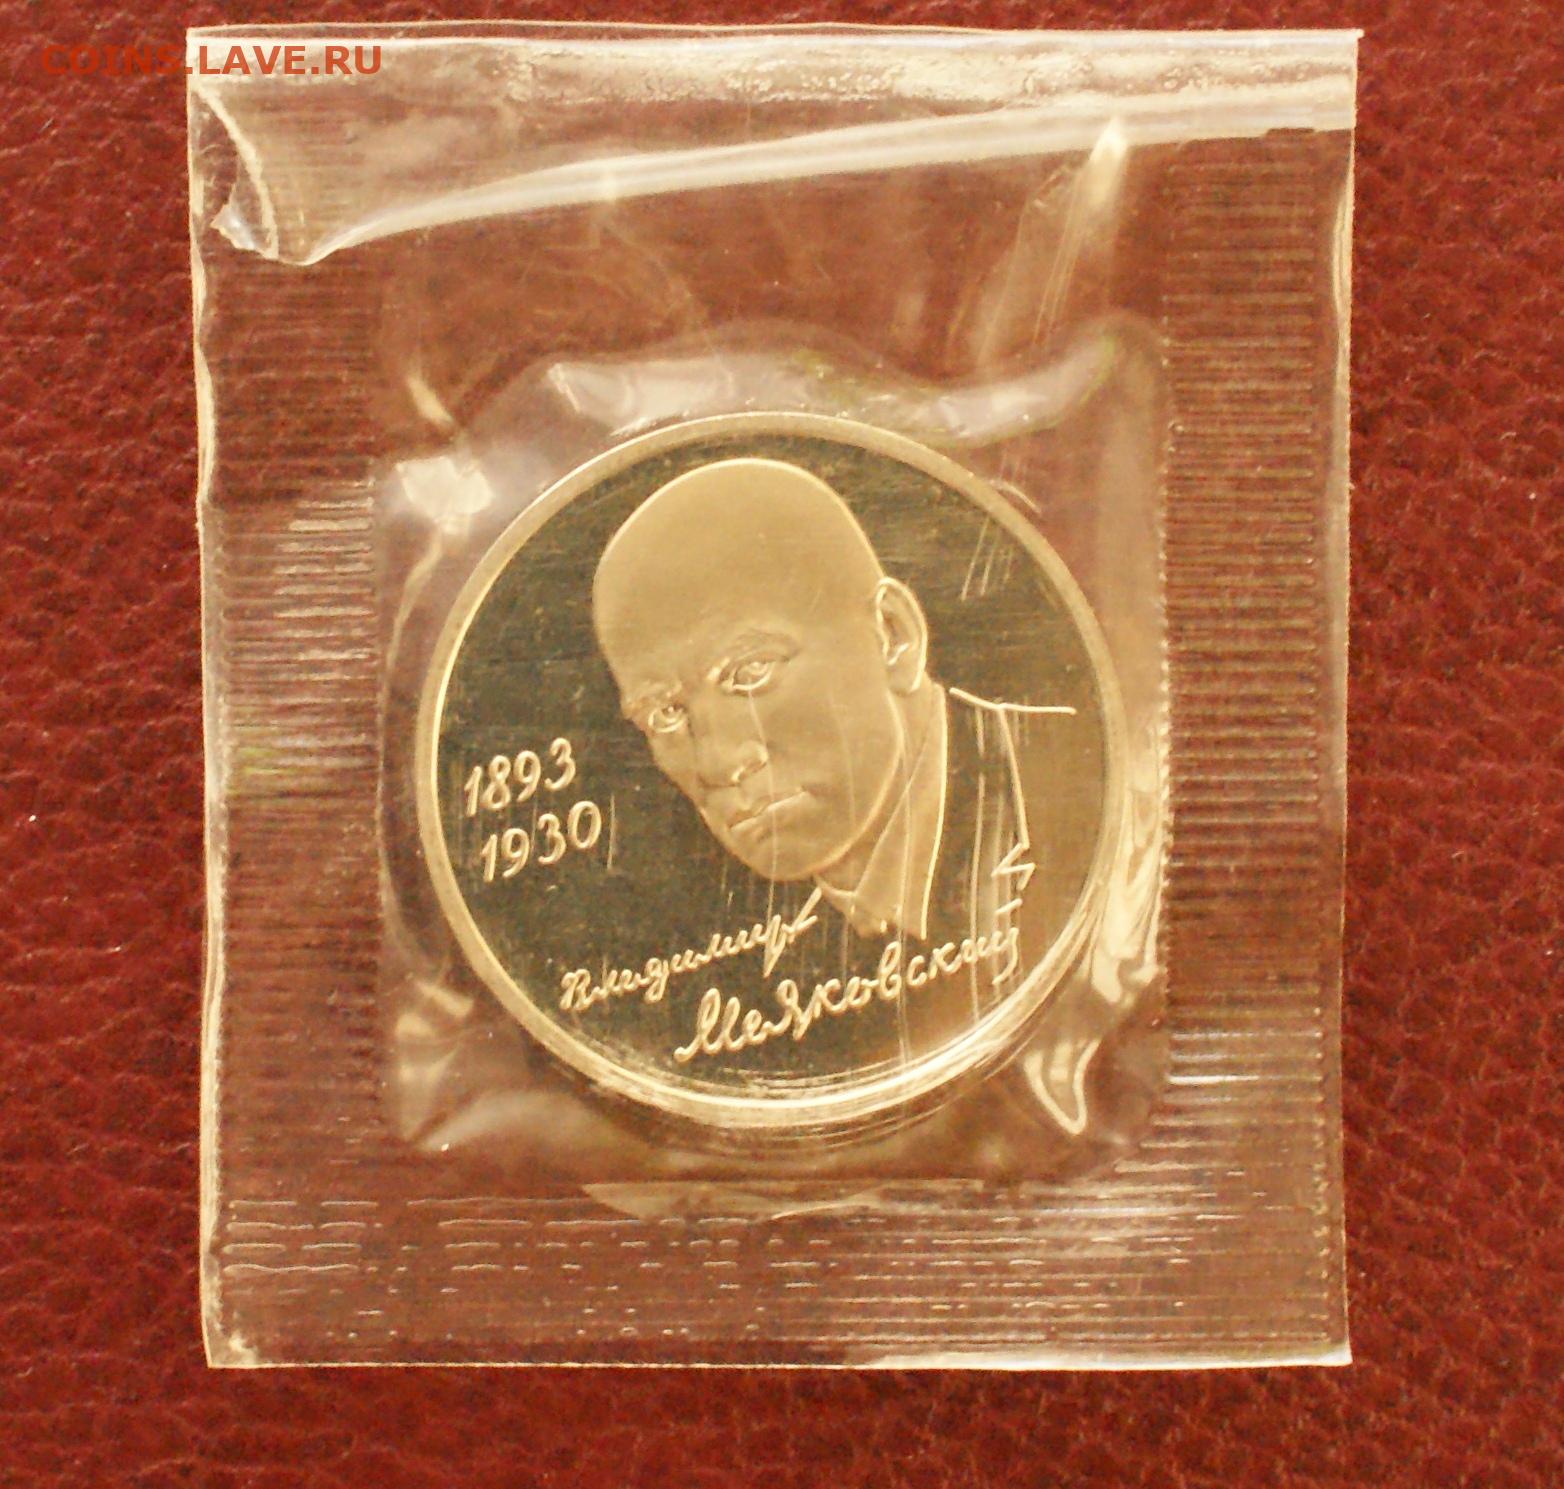 COINS.LAVE.RU
1893
1930
Владимир
Маяковский